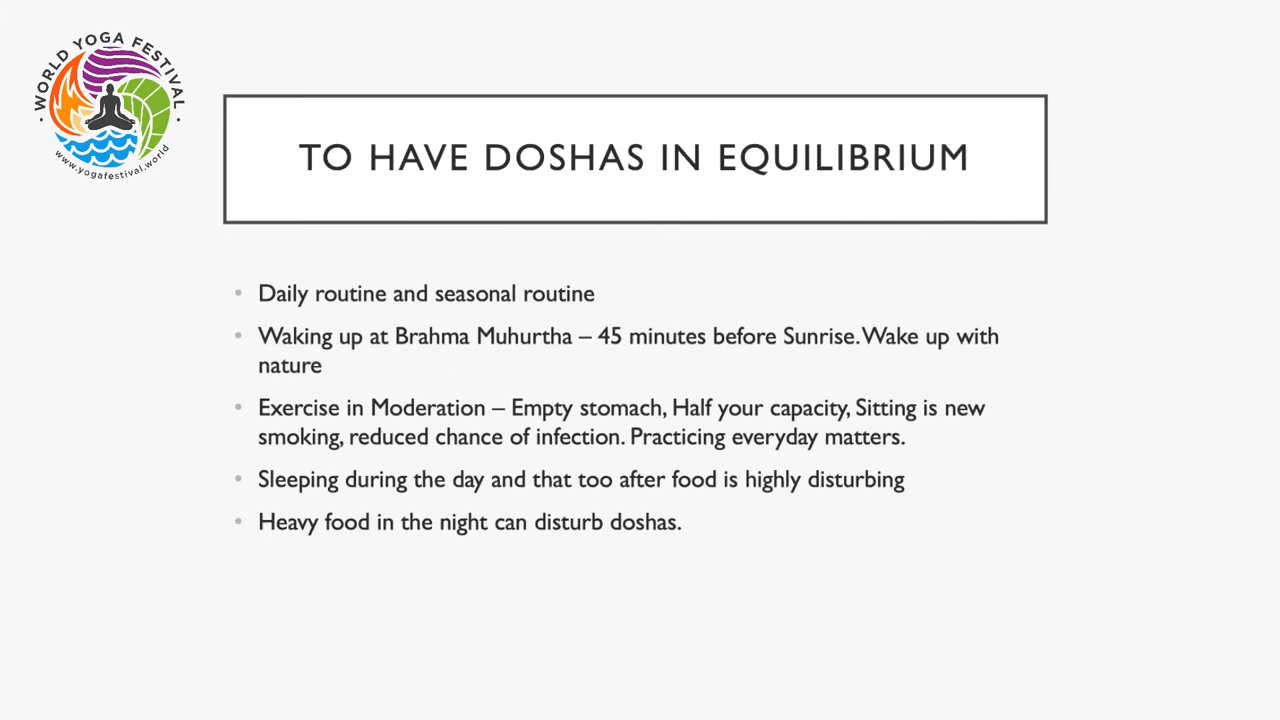 WORLD YOGA FESTIVAL
www.yogafestival.world
TO HAVE DOSHAS IN EQUILIBRIUM
• Daily routine and seasonal routine
• Waking up at Brahma Muhurtha – 45 minutes before Sunrise. Wake up with
nature
• Exercise in Moderation – Empty stomach, Half your capacity, Sitting is new
smoking, reduced chance of infection. Practicing everyday matters.
• Sleeping during the day and that too after food is highly disturbing
• Heavy food in the night can disturb doshas.